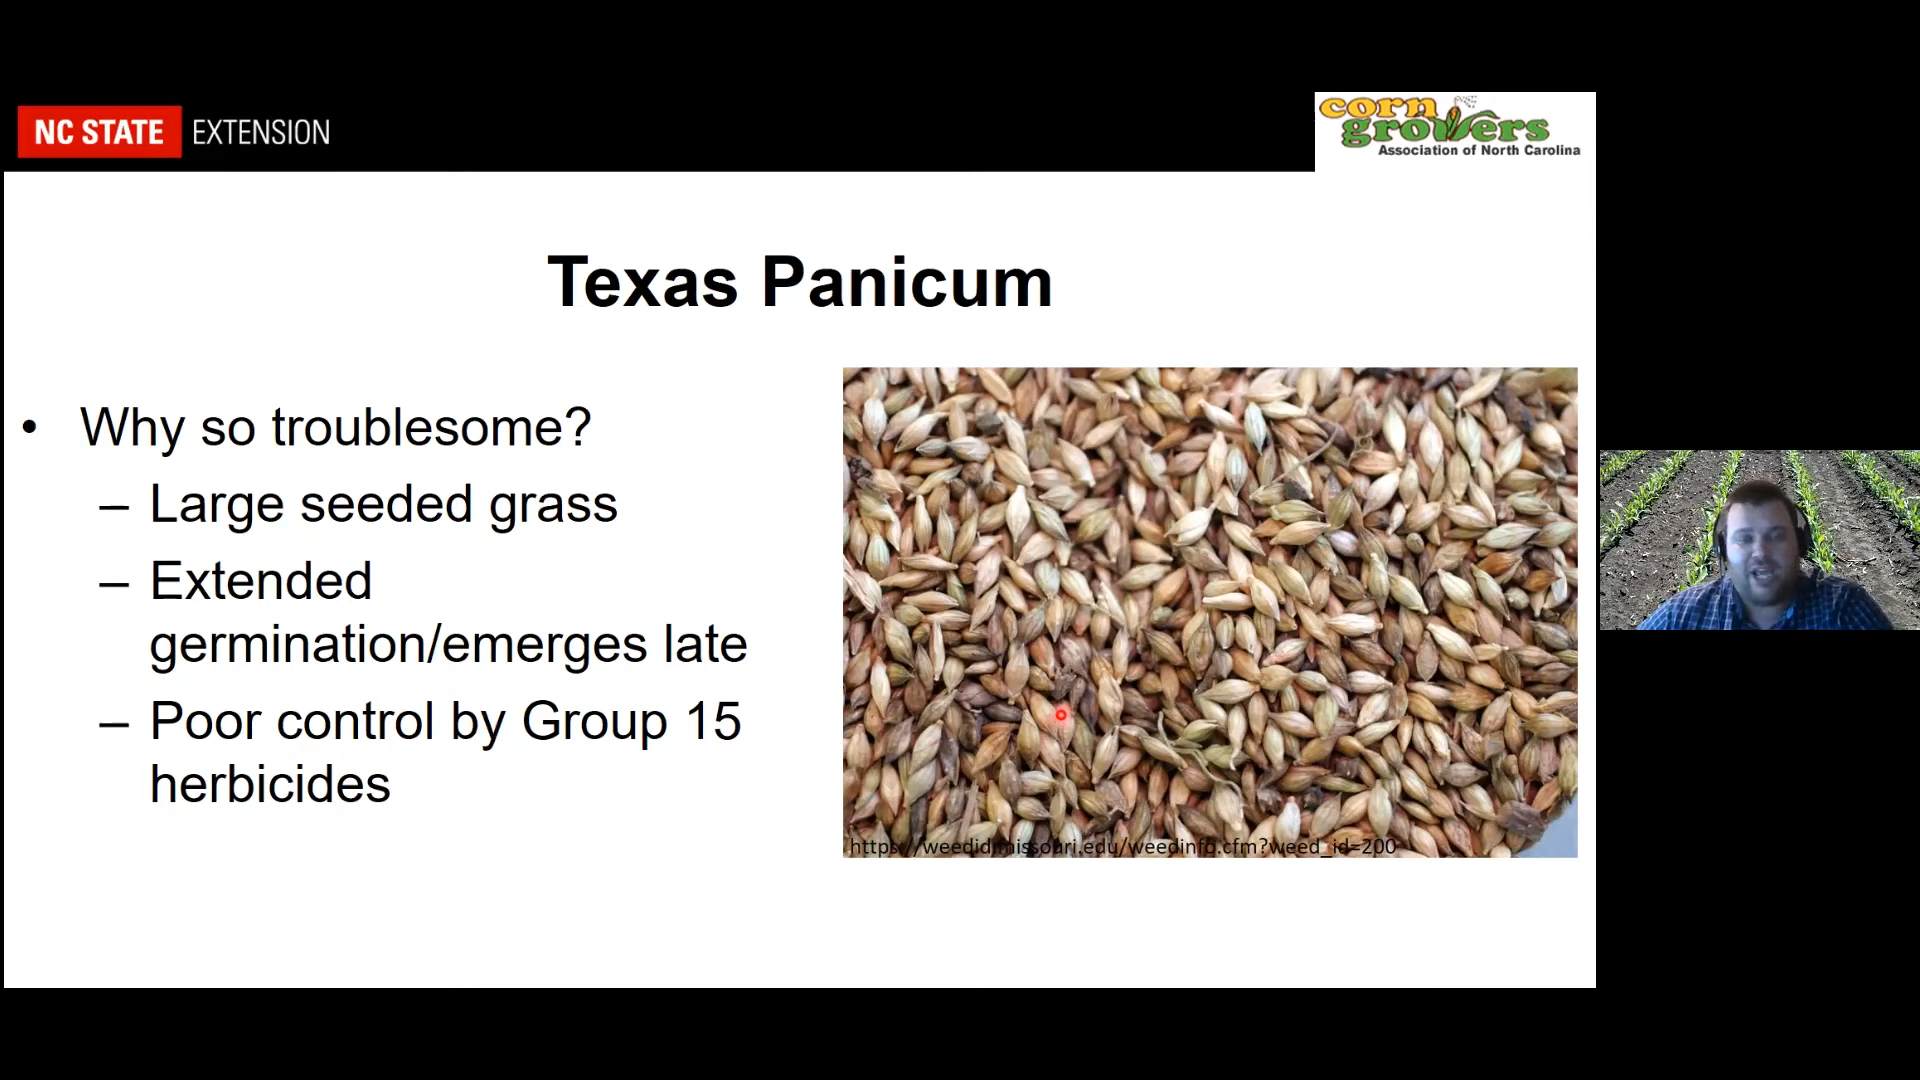 NC STATE EXTENSION
corn
growers
Association of North Carolina
Texas Panicum
• Why so troublesome?
– Large seeded grass
– Extended
germination/emerges late
– Poor control by Group 15
herbicides
https://weedid.missouri.edu/weedinfo.cfm?weed_id=200